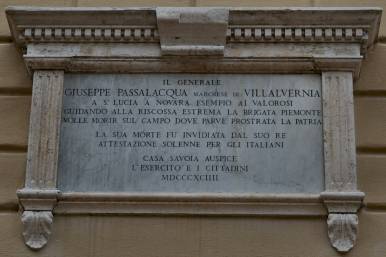 IL GENERALE
GIUSEPPE PASSALACQUA MARCHESE DI VILLALVERNIA
A S. LUCIA A NOVARA ESEMPIO AI VALOROSI
GUIDANDO ALLA RISCOSSA ESTREMA LA BRIGATA PIEMONTE
VOLLE MORIR SUL CAMPO DOVE PARVE PROSTRATA LA PATRIA
LA SUA MORTE FU INVIDIATA DAL SUO RE
ATTESTAZIONE SOLENNE PER GLI ITALIANI
CASA SAVOIA AUSPICE
L'ESERCITO E I CITTADINI
MDCCCXCIIII